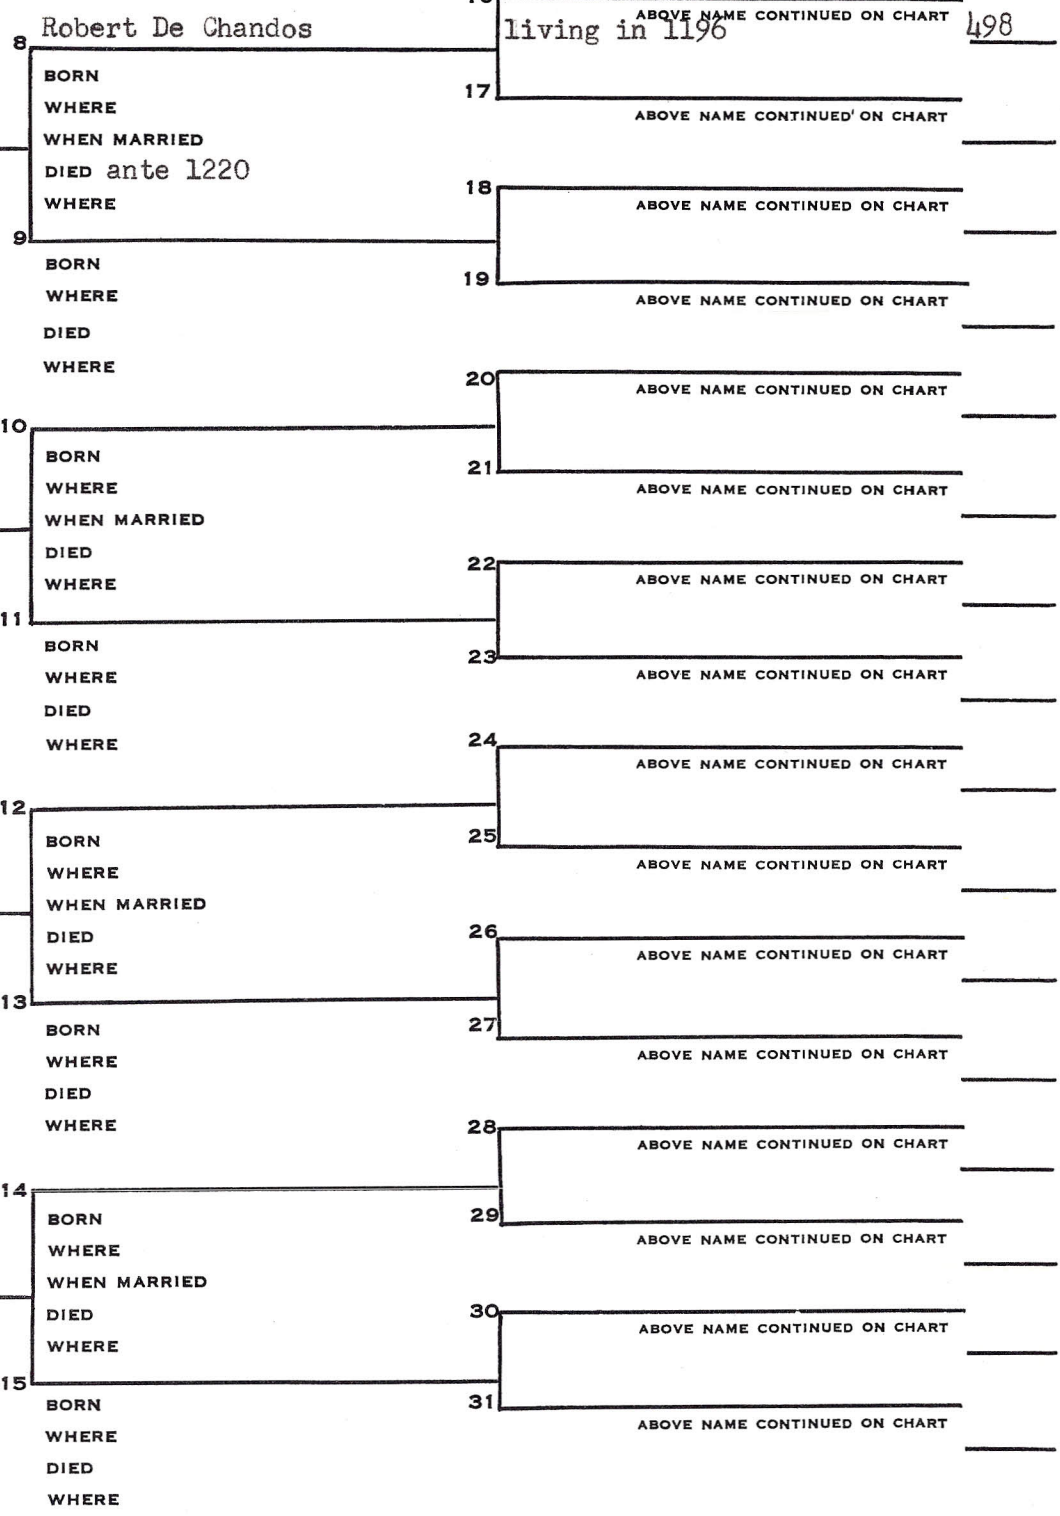 ABOVE NAME CONTINUED ON CHART
Robert De Chandos living in 1196 498
8
BORN
17
WHERE
ABOVE NAME CONTINUED' ON CHART
WHEN MARRIED
DIED ante 1220
18
WHERE
ABOVE NAME CONTINUED ON CHART
9
BORN
19
WHERE
ABOVE NAME CONTINUED ON CHART
DIED
WHERE
20
ABOVE NAME CONTINUED ON CHART
10
BORN
21
WHERE
ABOVE NAME CONTINUED ON CHART
WHEN MARRIED
DIED
22
ABOVE NAME CONTINUED ON CHART
WHERE
11
BORN
23
WHERE
ABOVE NAME CONTINUED ON CHART
DIED
WHERE
24
ABOVE NAME CONTINUED ON CHART
12
BORN
25
WHERE
ABOVE NAME CONTINUED ON CHART
WHEN MARRIED
DIED
26
ABOVE NAME CONTINUED ON CHART
WHERE
13
BORN
27
WHERE
ABOVE NAME CONTINUED ON CHART
DIED
WHERE
28
ABOVE NAME CONTINUED ON CHART
14
BORN
29
WHERE
ABOVE NAME CONTINUED ON CHART
WHEN MARRIED
DIED
30
ABOVE NAME CONTINUED ON CHART
WHERE
15
BORN
31
WHERE
ABOVE NAME CONTINUED ON CHART
DIED
WHERE